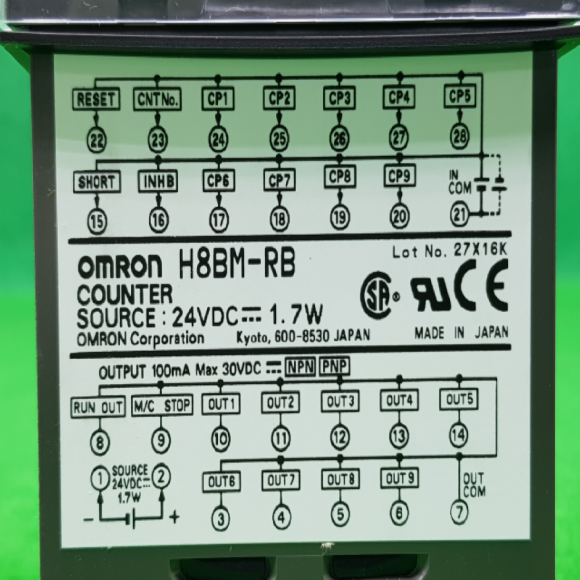 RESET CNTNo. CP1 CP2 CP3 CP4 CP5
22 23 24 25 26 27 28
SHORT INHB CP6 CP7 CP8 CP9 IN COM
15 16 17 18 19 20 21
OMRON H8BM-RB
Lot No. 27X16K
COUNTER
SOURCE : 24VDC 1.7W
SA ® RU CE
OMRON Corporation Kyoto, 600-8530 JAPAN
MADE IN JAPAN
OUTPUT 100mA Max 30VDC NPN PNP
RUN OUT M/C STOP OUT1 OUT2 OUT3 OUT4 OUT5
8 9 10 11 12 13 14
1 SOURCE 24VDC 1.7W 2
OUT6 OUT7 OUT8 OUT9 OUT COM
3 4 5 6 7
- +